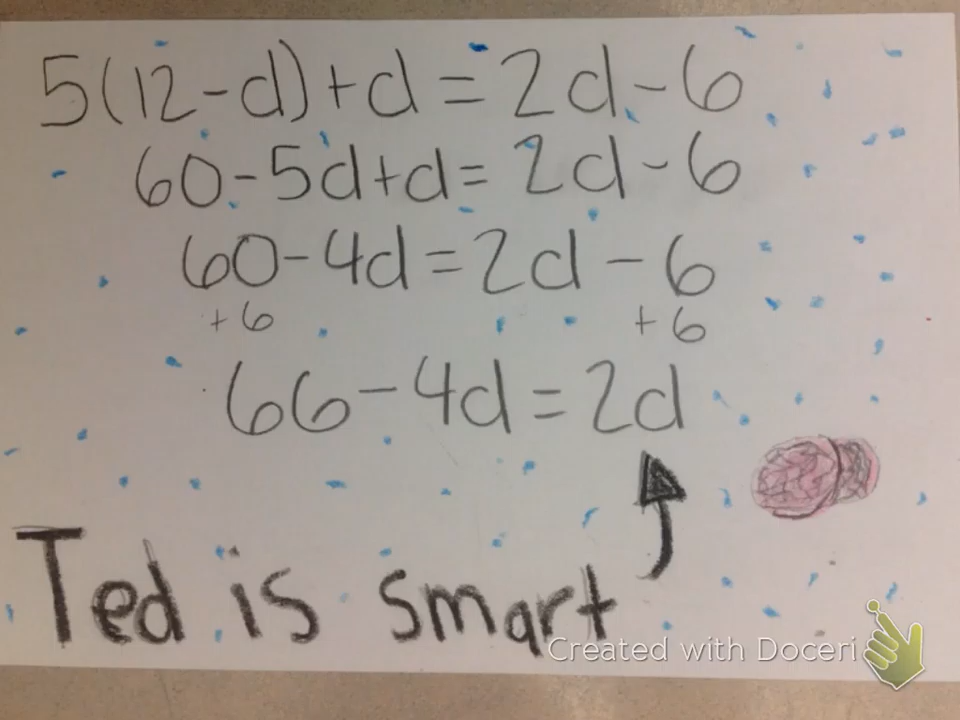 5(12-d)+d=2d-6
60-5d+d=2d-6
60-4d=2d-6
+6 +6
66-4d=2d
Ted is smart
Created with Doceri